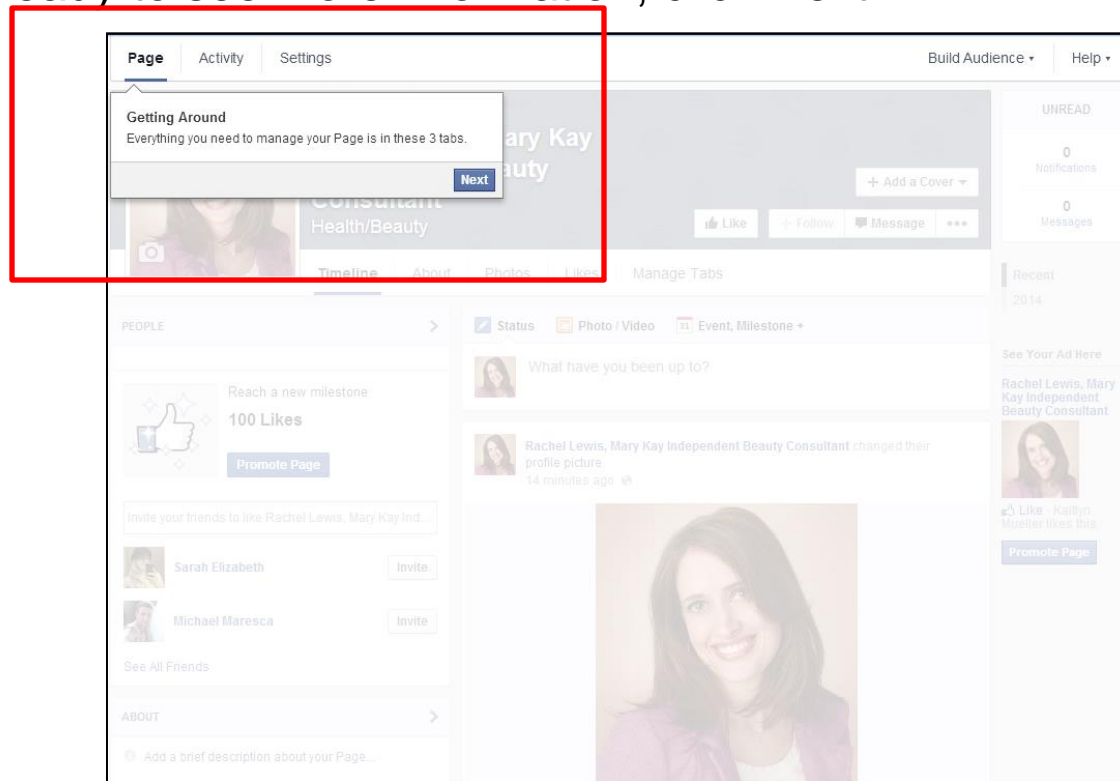 Page Activity Settings Build Audience Help
Getting Around
Everything you need to manage your Page is in these 3 tabs.
Next
ary Kay
auty
Consultant
Health/Beauty
+ Add a Cover
Like + Follow Message
Timeline About Photos Likes Manage Tabs
UNREAD
0
Notifications
0
Messages
Recent
2014
PEOPLE
Reach a new milestone
100 Likes
Promote Page
Invite your friends to like Rachel Lewis, Mary Kay Ind...
Sarah Elizabeth Invite
Michael Maresca Invite
See All Friends
ABOUT
Add a brief description about your Page...
Status Photo / Video 31 Event, Milestone +
What have you been up to?
Rachel Lewis, Mary Kay Independent Beauty Consultant changed their
profile picture
14 minutes ago
See Your Ad Here
Rachel Lewis, Mary
Kay Independent
Beauty Consultant
Like · Kaitlyn
Mueller likes this
Promote Page